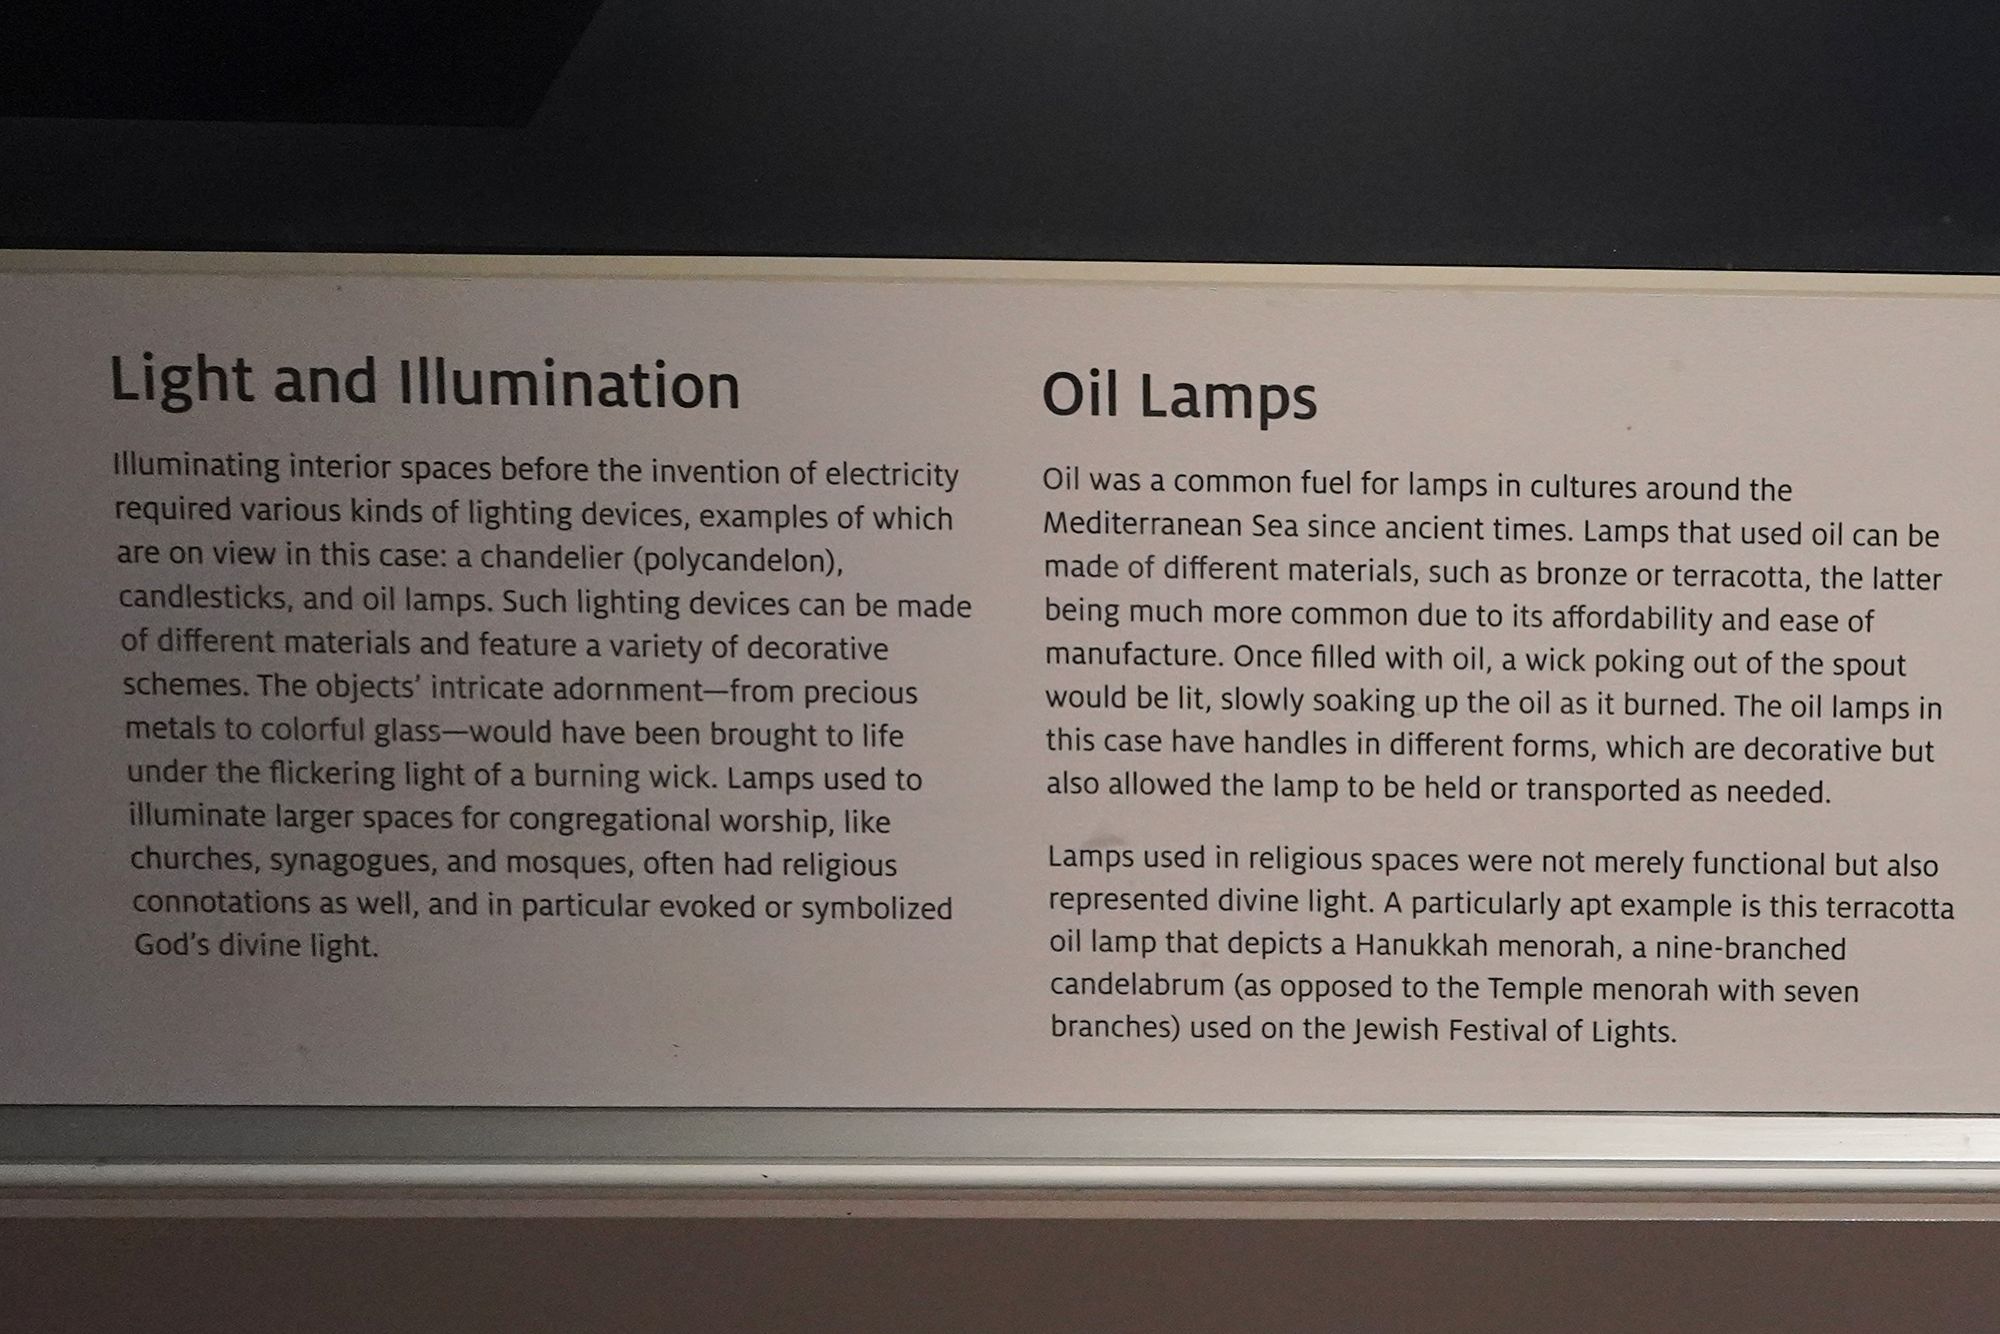 Light and Illumination
Illuminating interior spaces before the invention of electricity
required various kinds of lighting devices, examples of which
are on view in this case: a chandelier (polycandelon),
candlesticks, and oil lamps. Such lighting devices can be made
of different materials and feature a variety of decorative
schemes. The objects’ intricate adornment—from precious
metals to colorful glass—would have been brought to life
under the flickering light of a burning wick. Lamps used to
illuminate larger spaces for congregational worship, like
churches, synagogues, and mosques, often had religious
connotations as well, and in particular evoked or symbolized
God’s divine light.
Oil Lamps
Oil was a common fuel for lamps in cultures around the
Mediterranean Sea since ancient times. Lamps that used oil can be
made of different materials, such as bronze or terracotta, the latter
being much more common due to its affordability and ease of
manufacture. Once filled with oil, a wick poking out of the spout
would be lit, slowly soaking up the oil as it burned. The oil lamps in
this case have handles in different forms, which are decorative but
also allowed the lamp to be held or transported as needed.
Lamps used in religious spaces were not merely functional but also
represented divine light. A particularly apt example is this terracotta
oil lamp that depicts a Hanukkah menorah, a nine-branched
candelabrum (as opposed to the Temple menorah with seven
branches) used on the Jewish Festival of Lights.